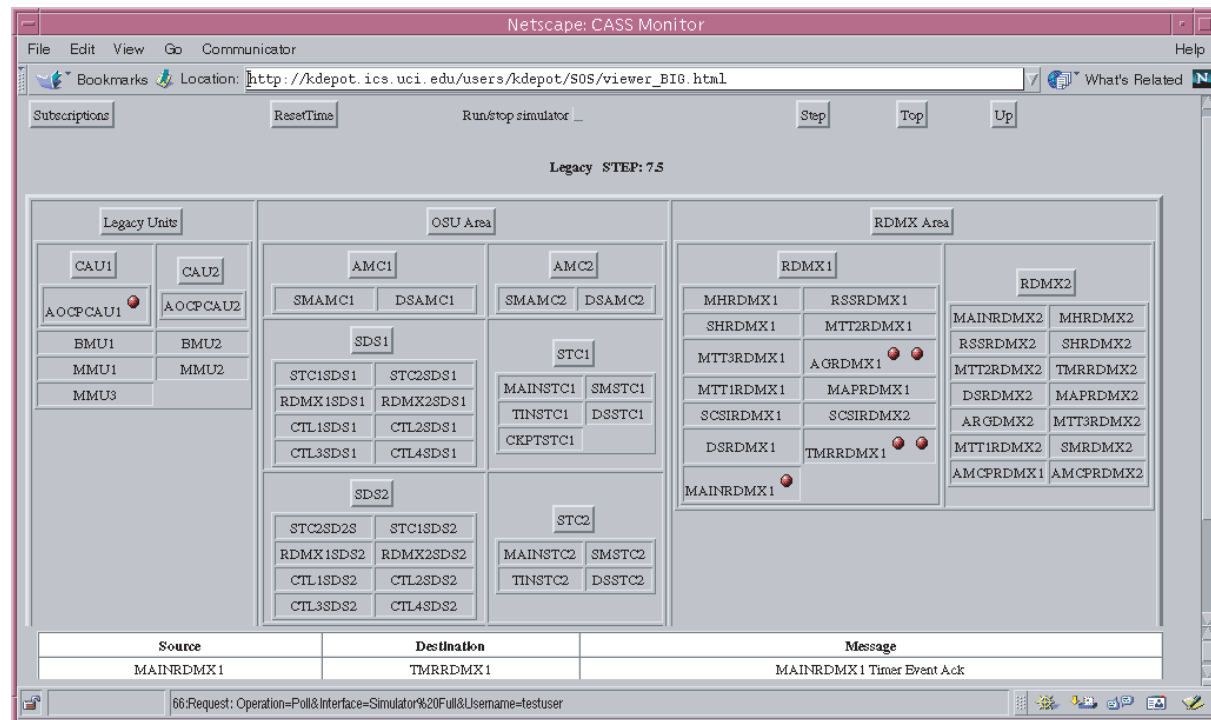 Netscape: CASS Monitor
File Edit View Go Communicator Help
Bookmarks Location: http://kdepot.ics.uci.edu/users/kdepot/SOS/viewer_BIG.html What's Related N
Subscriptions ResetTime Run/stop simulator Step Top Up
Legacy STEP: 7.5
Legacy Units
CAU1 CAU2
AOCPCAU1 AOCPCAU2
BMU1 BMU2
MMU1 MMU2
MMU3
OSU Area
AMC1
SMAMC1 DSAMC1
AMC2
SMAMC2 DSAMC2
SDS1
STC1SDS1 STC2SDS1
RDMX1SDS1 RDMX2SDS1
CTL1SDS1 CTL2SDS1
CTL3SDS1 CTL4SDS1
STC1
MAINSTC1 SMSTC1
TINSTC1 DSSTC1
CKPTSTC1
SDS2
STC2SD2S STC1SDS2
RDMX1SDS2 RDMX2SDS2
CTL1SDS2 CTL2SDS2
CTL3SDS2 CTL4SDS2
STC2
MAINSTC2 SMSTC2
TINSTC2 DSSTC2
RDMX Area
RDMX1
MHRDMX1 RSSRDMX1
SHRDMX1 MTT2RDMX1
MTT3RDMX1 AGRDMX1
MTT1RDMX1 MAPRDMX1
SCSIRDMX1 SCSIRDMX2
DSRDMX1 TMRRDMX1
MAINRDMX1
RDMX2
MAINRDMX2 MHRDMX2
RSSRDMX2 SHRDMX2
MTT2RDMX2 TMRRDMX2
DSRDMX2 MAPRDMX2
ARGDMX2 MTT3RDMX2
MTT1RDMX2 SMRDMX2
AMCPRDMX1 AMCPRDMX2
Source Destination Message
MAINRDMX1 TMRRDMX1 MAINRDMX1 Timer Event Ack
66:Request: Operation=Poll&Interface=Simulator%20Full&Username=testuser